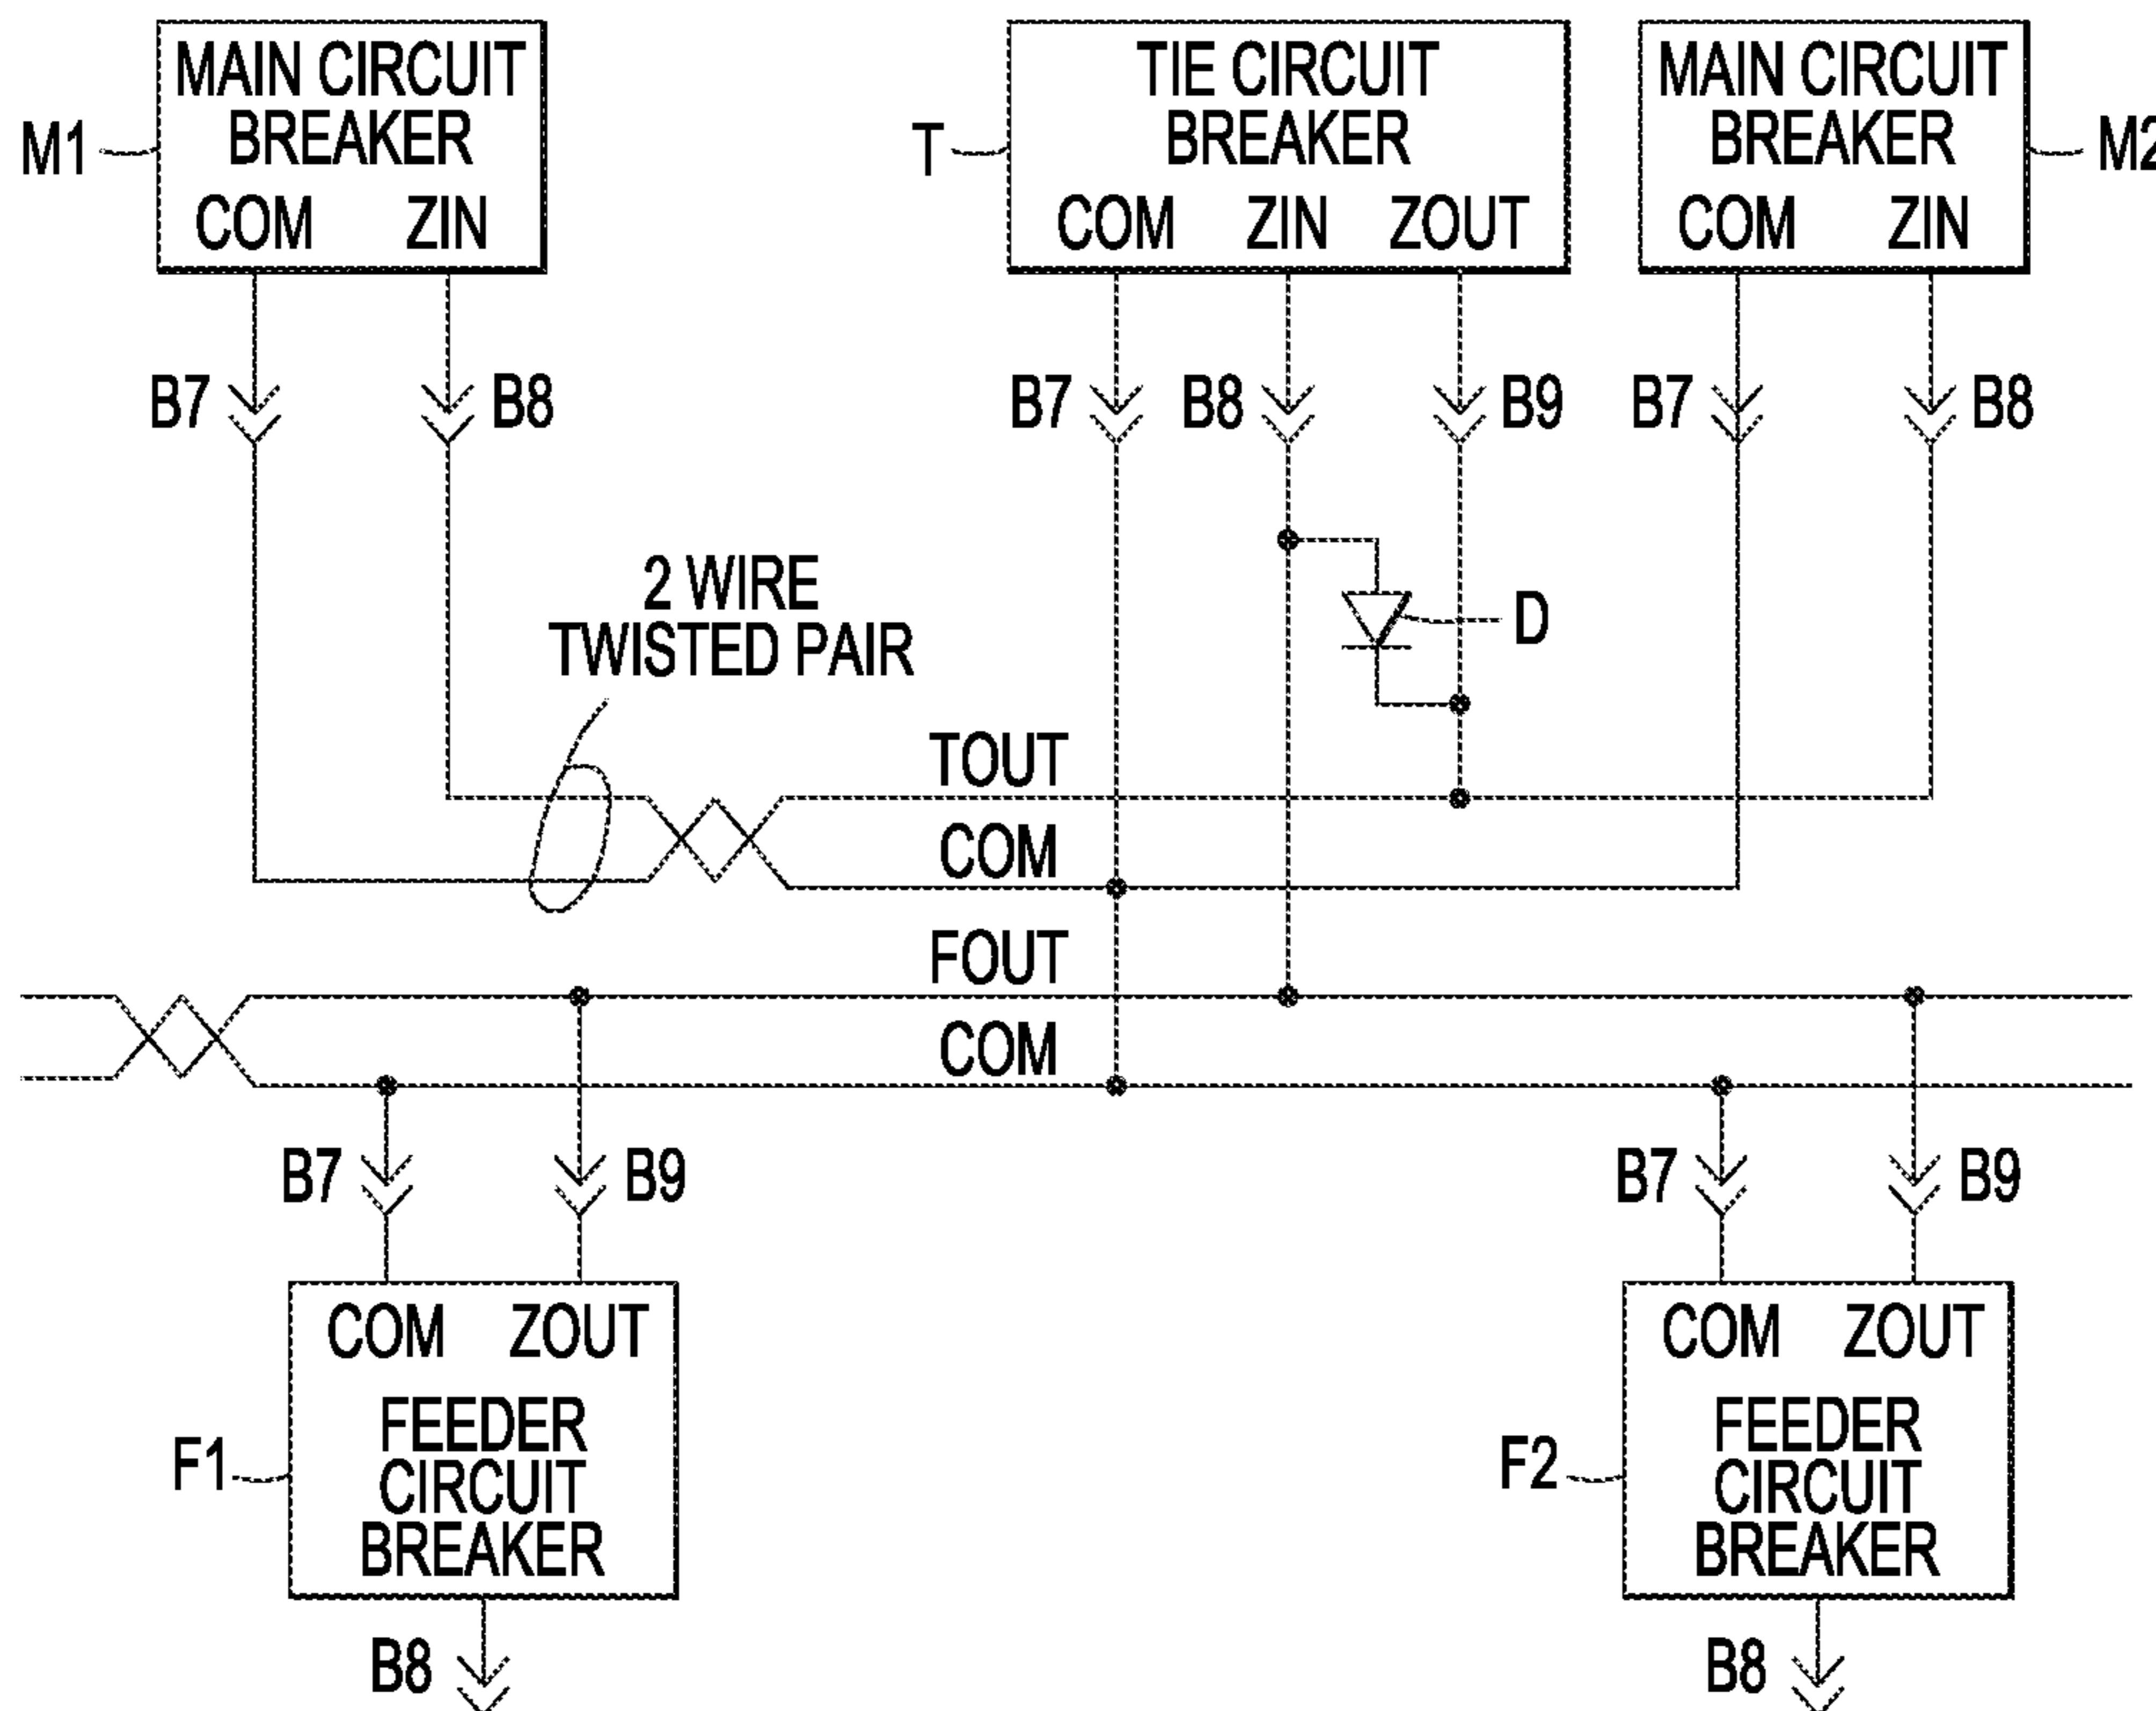 MAIN CIRCUIT
BREAKER
COM ZIN
M1
TIE CIRCUIT
BREAKER
COM ZIN ZOUT
T
MAIN CIRCUIT
BREAKER
COM ZIN
M2
B7 B8 B7 B8 B9 B7 B8
2 WIRE
TWISTED PAIR
D
TOUT
COM
FOUT
COM
B7 B9 B7 B9
COM ZOUT
FEEDER
CIRCUIT
BREAKER
F1
COM ZOUT
FEEDER
CIRCUIT
BREAKER
F2
B8 B8